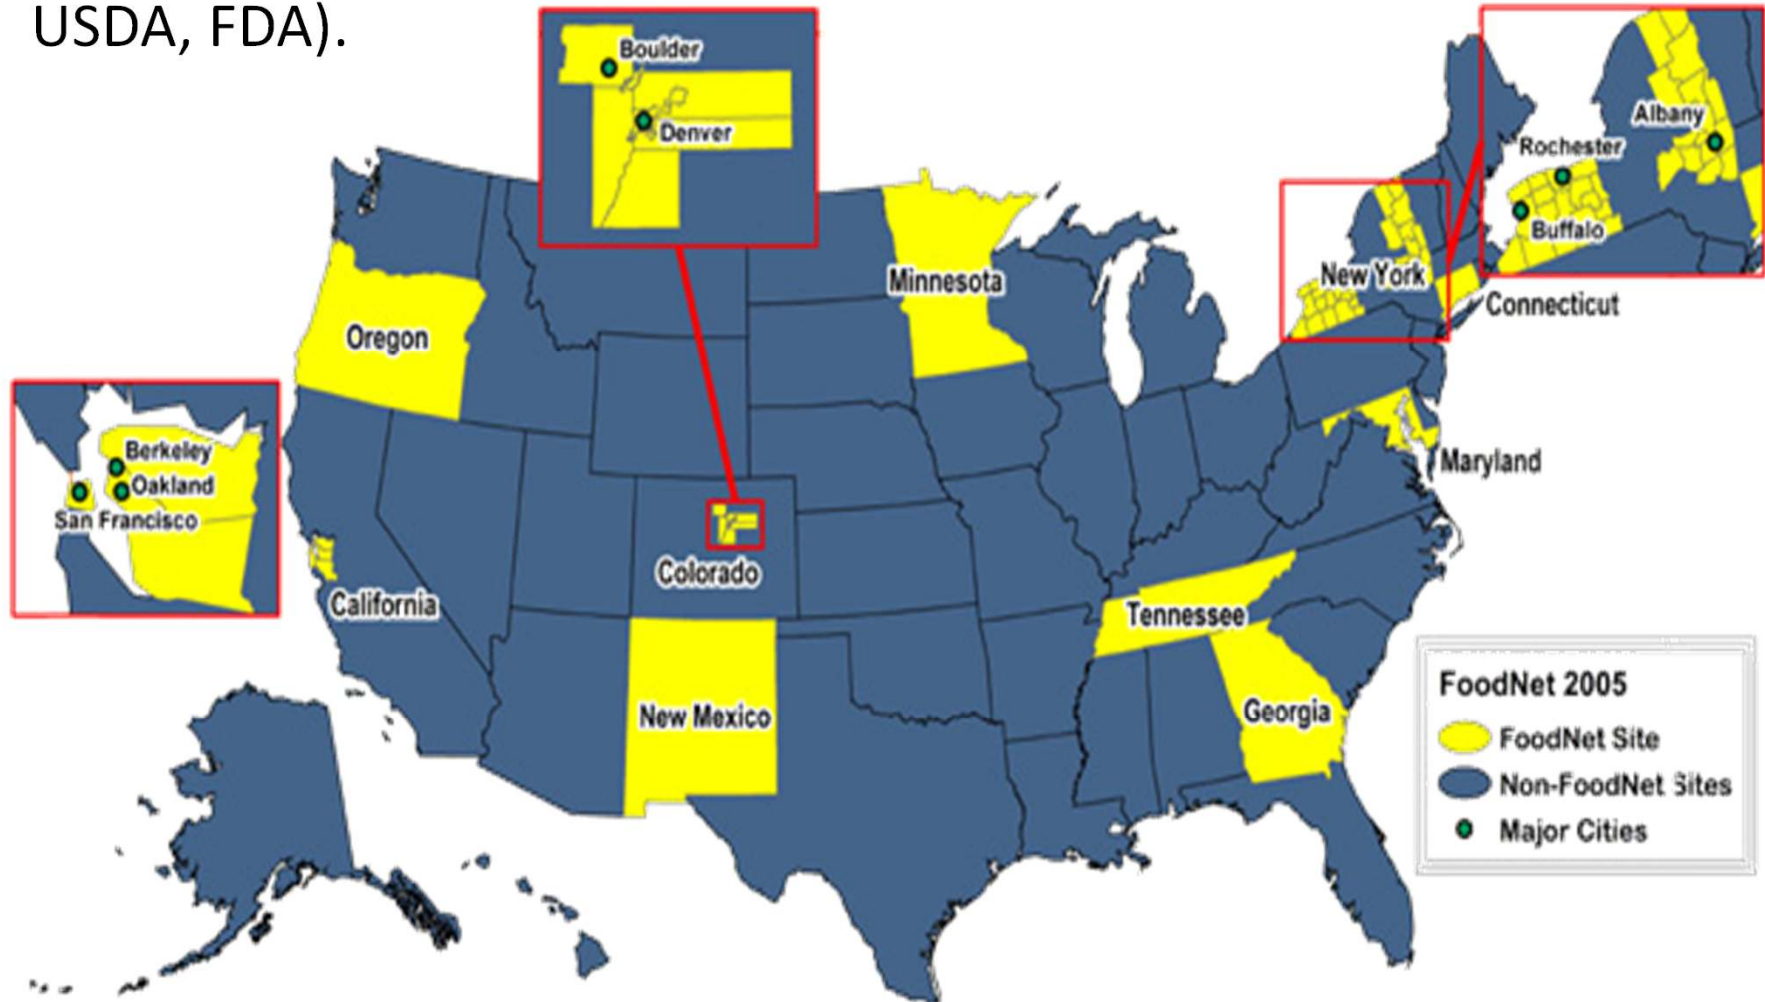 USDA, FDA).
Boulder
Denver
Albany
Rochester
Buffalo
Minnesota
New York
Connecticut
Oregon
Berkeley
Oakland
San Francisco
Maryland
Colorado
California
Tennessee
New Mexico
Georgia
FoodNet 2005
FoodNet Site
Non-FoodNet Sites
Major Cities